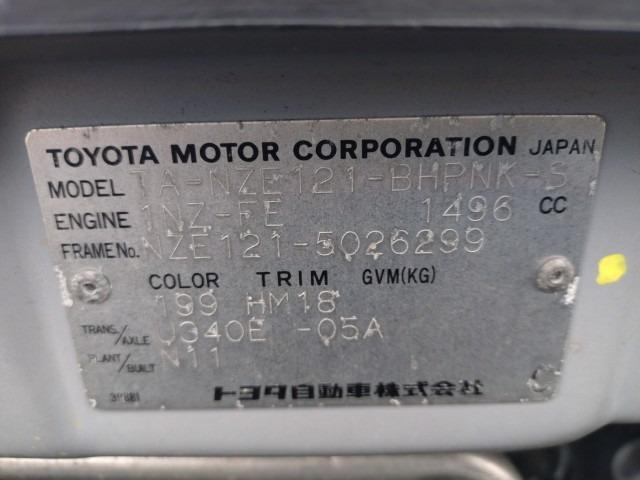 TOYOTA MOTOR CORPORATION JAPAN
MODEL TA-NZE121-BHPNK-S
ENGINE 1NZ-FE 1496 CC
FRAME No. NZE121-5026299
COLOR TRIM GVM(KG)
199 HM18
TRANS./AXLE U340E -05A
PLANT/BUILT N11
トヨタ自動車株式会社 C